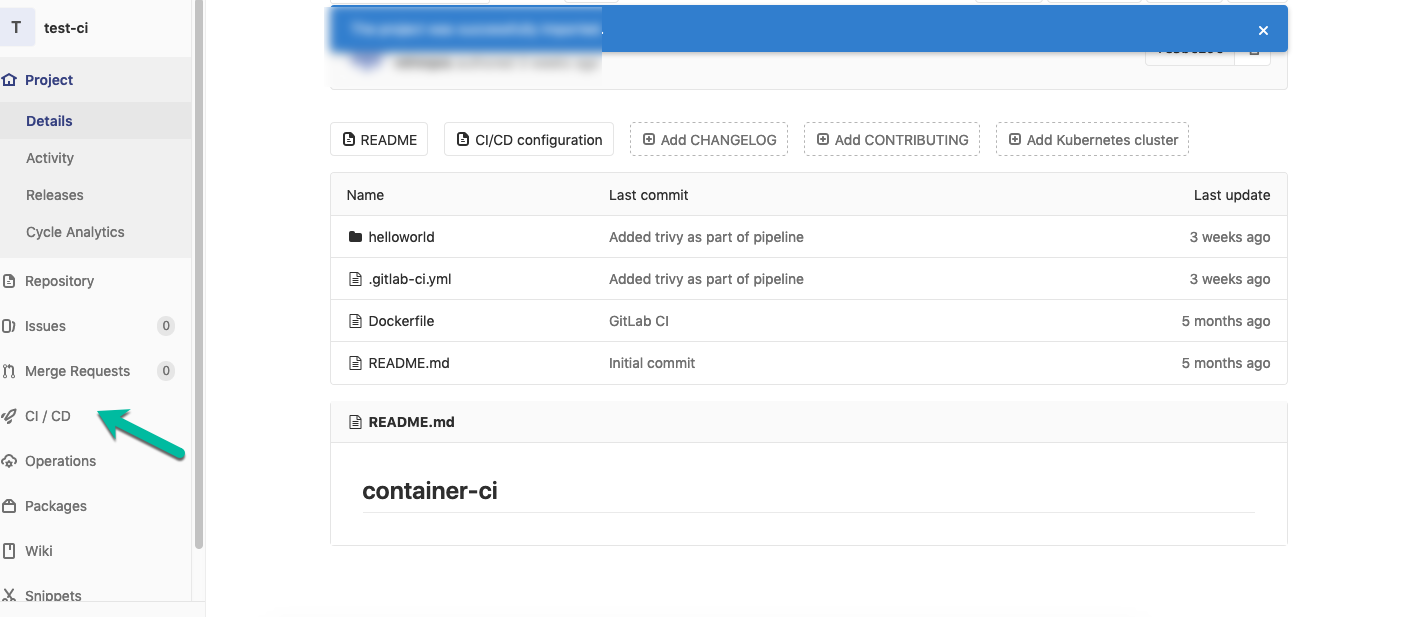 T test-ci
Project
Details
Activity
Releases
Cycle Analytics
Repository
Issues 0
Merge Requests 0
CI / CD
Operations
Packages
Wiki
Snippets
README CI/CD configuration Add CHANGELOG Add CONTRIBUTING Add Kubernetes cluster
Name Last commit Last update
helloworld Added trivy as part of pipeline 3 weeks ago
.gitlab-ci.yml Added trivy as part of pipeline 3 weeks ago
Dockerfile GitLab CI 5 months ago
README.md Initial commit 5 months ago
README.md
container-ci